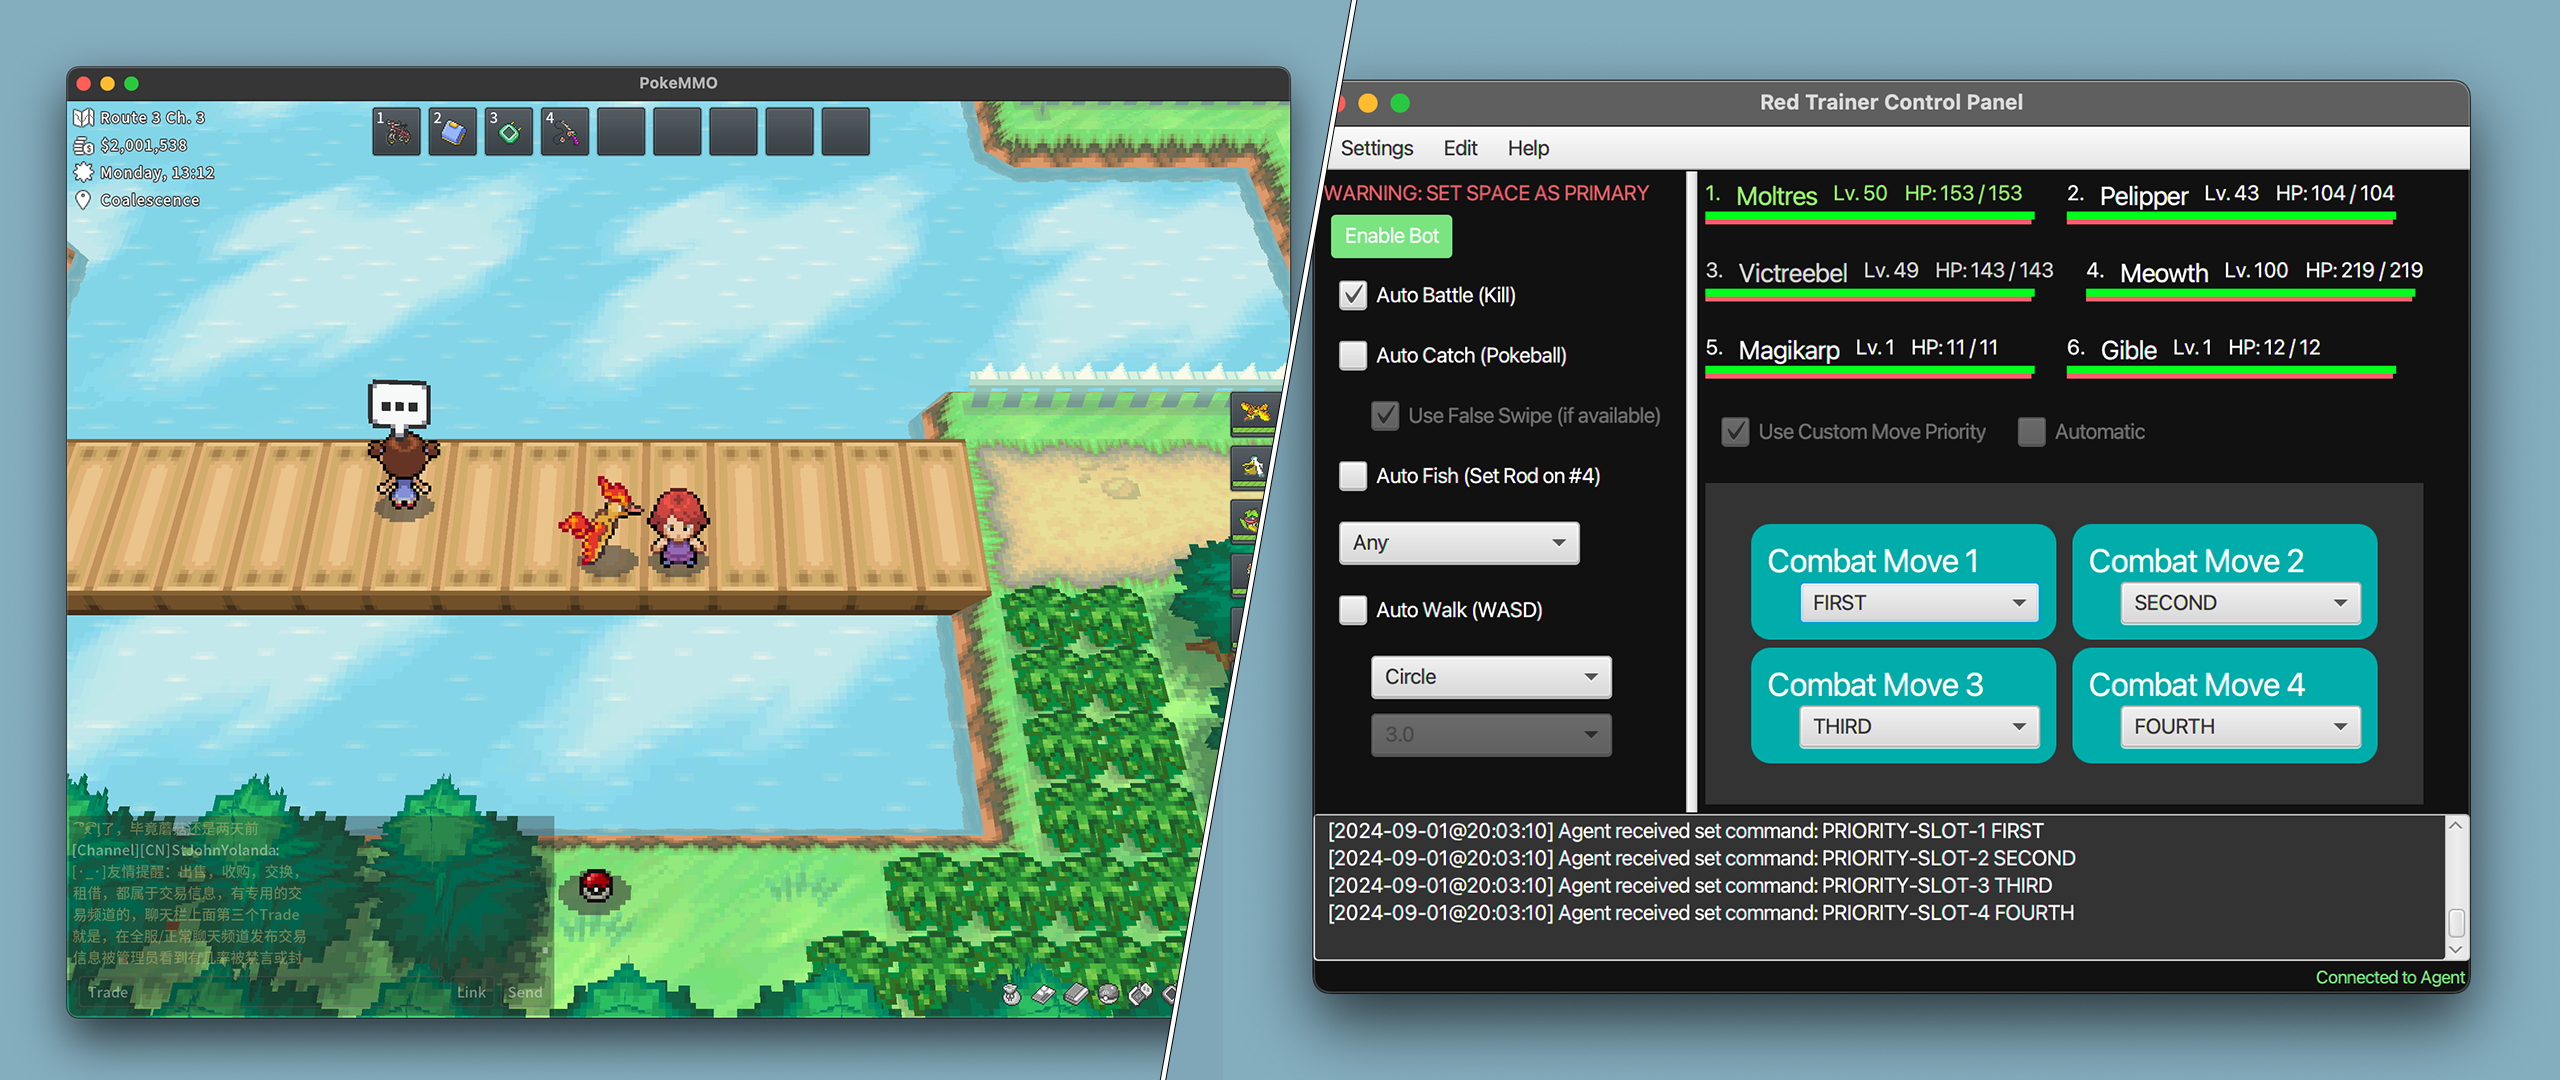 PokeMMO
Route 3 Ch. 3
$2,001,538
Monday, 13:12
Coalescence
1
2
3
4
了，毕竟蘑菇还是两天前
[Channel][CN]StJohnYolanda:
[·_·]友情提醒：出售，收购，交换，
租借，都属于交易信息，有专用的交
易频道的，聊天栏上面第三个Trade
就是，在全服/正常聊天频道发布交易
信息被管理员看到有几率被禁言或封
Trade
Link
Send
Red Trainer Control Panel
Settings
Edit
Help
WARNING: SET SPACE AS PRIMARY
Enable Bot
Auto Battle (Kill)
Auto Catch (Pokeball)
Use False Swipe (if available)
Auto Fish (Set Rod on #4)
Any
Auto Walk (WASD)
Circle
3.0
1. Moltres Lv. 50 HP: 153 / 153
2. Pelipper Lv. 43 HP: 104 / 104
3. Victreebel Lv. 49 HP: 143 / 143
4. Meowth Lv. 100 HP: 219 / 219
5. Magikarp Lv. 1 HP: 11 / 11
6. Gible Lv. 1 HP: 12 / 12
Use Custom Move Priority
Automatic
Combat Move 1
FIRST
Combat Move 2
SECOND
Combat Move 3
THIRD
Combat Move 4
FOURTH
[2024-09-01@20:03:10] Agent received set command: PRIORITY-SLOT-1 FIRST
[2024-09-01@20:03:10] Agent received set command: PRIORITY-SLOT-2 SECOND
[2024-09-01@20:03:10] Agent received set command: PRIORITY-SLOT-3 THIRD
[2024-09-01@20:03:10] Agent received set command: PRIORITY-SLOT-4 FOURTH
Connected to Agent